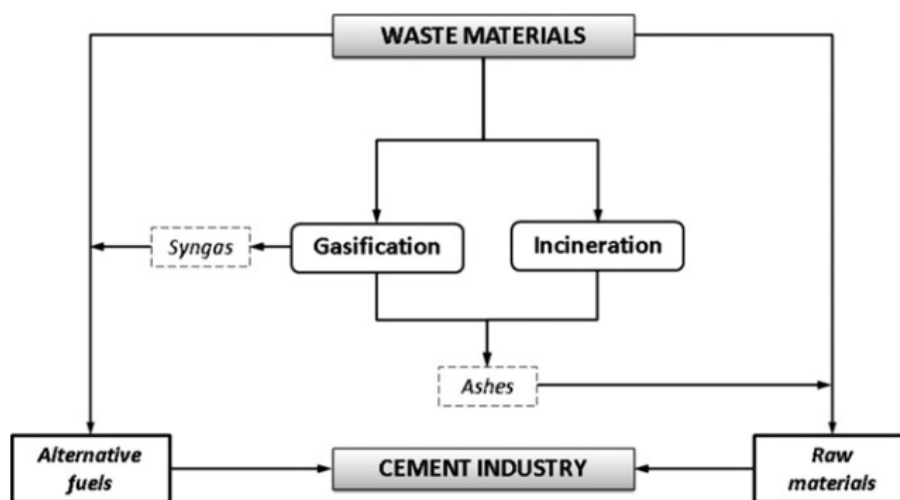 WASTE MATERIALS
Syngas
Gasification
Incineration
Ashes
Alternative
fuels
CEMENT INDUSTRY
Raw
materials